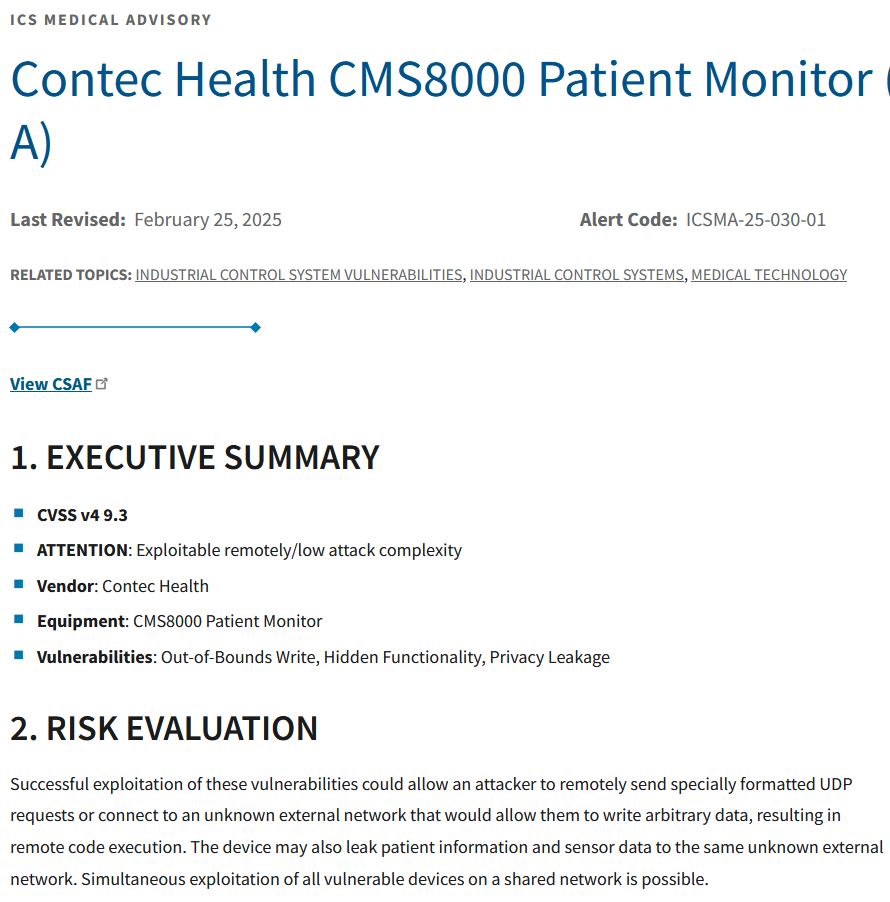 ICS MEDICAL ADVISORY
Contec Health CMS8000 Patient Monitor (
A)
Last Revised: February 25, 2025 Alert Code: ICSMA-25-030-01
RELATED TOPICS: INDUSTRIAL CONTROL SYSTEM VULNERABILITIES, INDUSTRIAL CONTROL SYSTEMS, MEDICAL TECHNOLOGY
View CSAF
1. EXECUTIVE SUMMARY
CVSS v4 9.3
ATTENTION: Exploitable remotely/low attack complexity
Vendor: Contec Health
Equipment: CMS8000 Patient Monitor
Vulnerabilities: Out-of-Bounds Write, Hidden Functionality, Privacy Leakage
2. RISK EVALUATION
Successful exploitation of these vulnerabilities could allow an attacker to remotely send specially formatted UDP
requests or connect to an unknown external network that would allow them to write arbitrary data, resulting in
remote code execution. The device may also leak patient information and sensor data to the same unknown external
network. Simultaneous exploitation of all vulnerable devices on a shared network is possible.